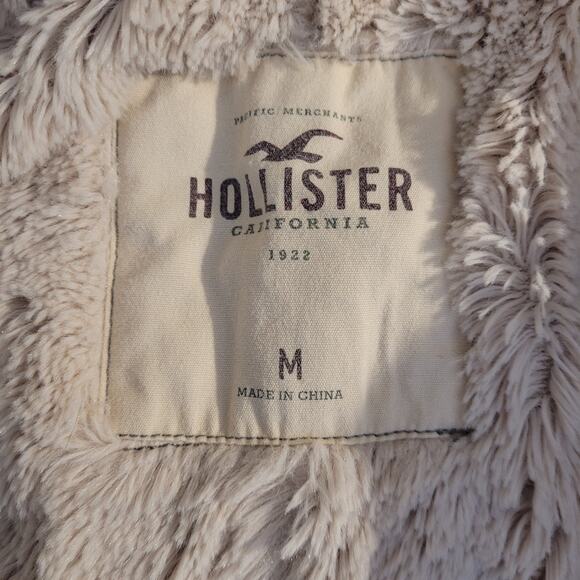 PACIFIC MERCHANTS
HOLLISTER
CALIFORNIA
1922
M
MADE IN CHINA